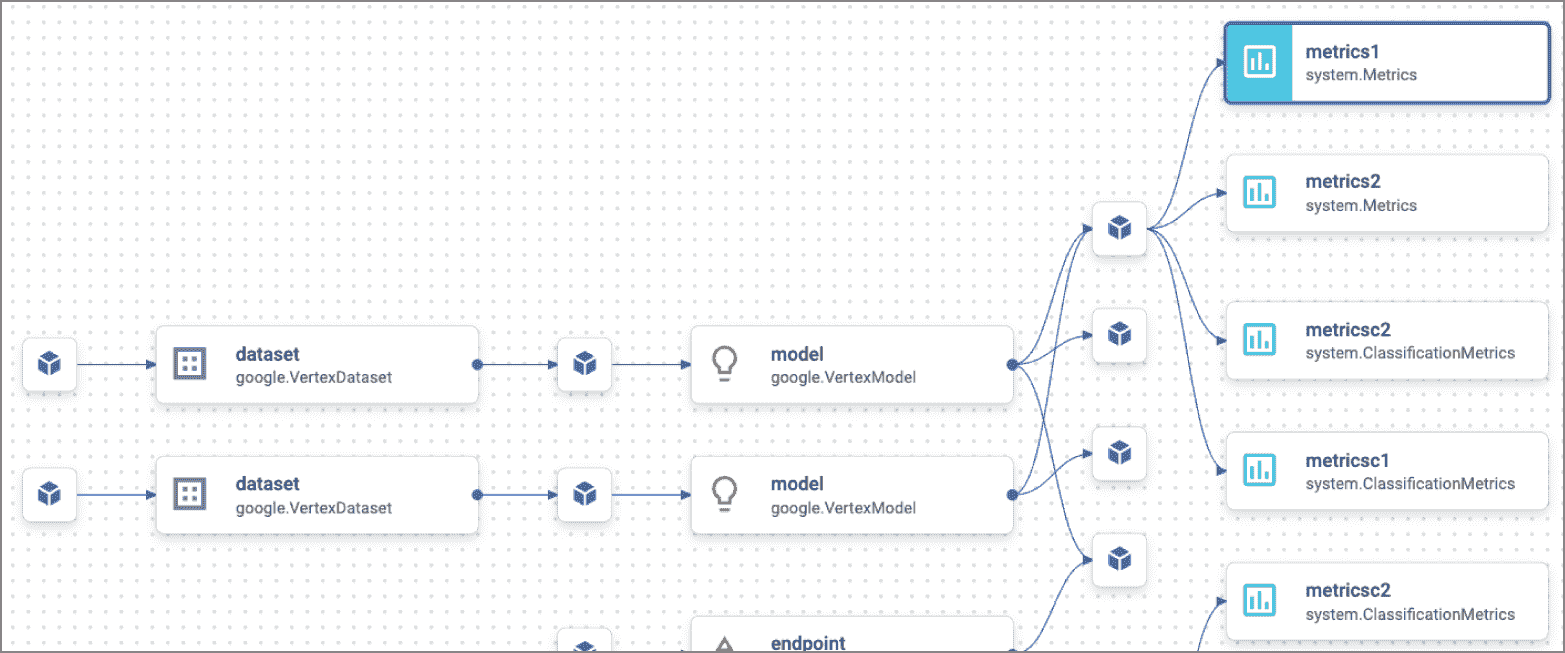 metrics1
system.Metrics
metrics2
system.Metrics
metricsc2
system.ClassificationMetrics
dataset
google.VertexDataset
model
google.VertexModel
metricsc1
system.ClassificationMetrics
dataset
google.VertexDataset
model
google.VertexModel
metricsc2
system.ClassificationMetrics
endpoint